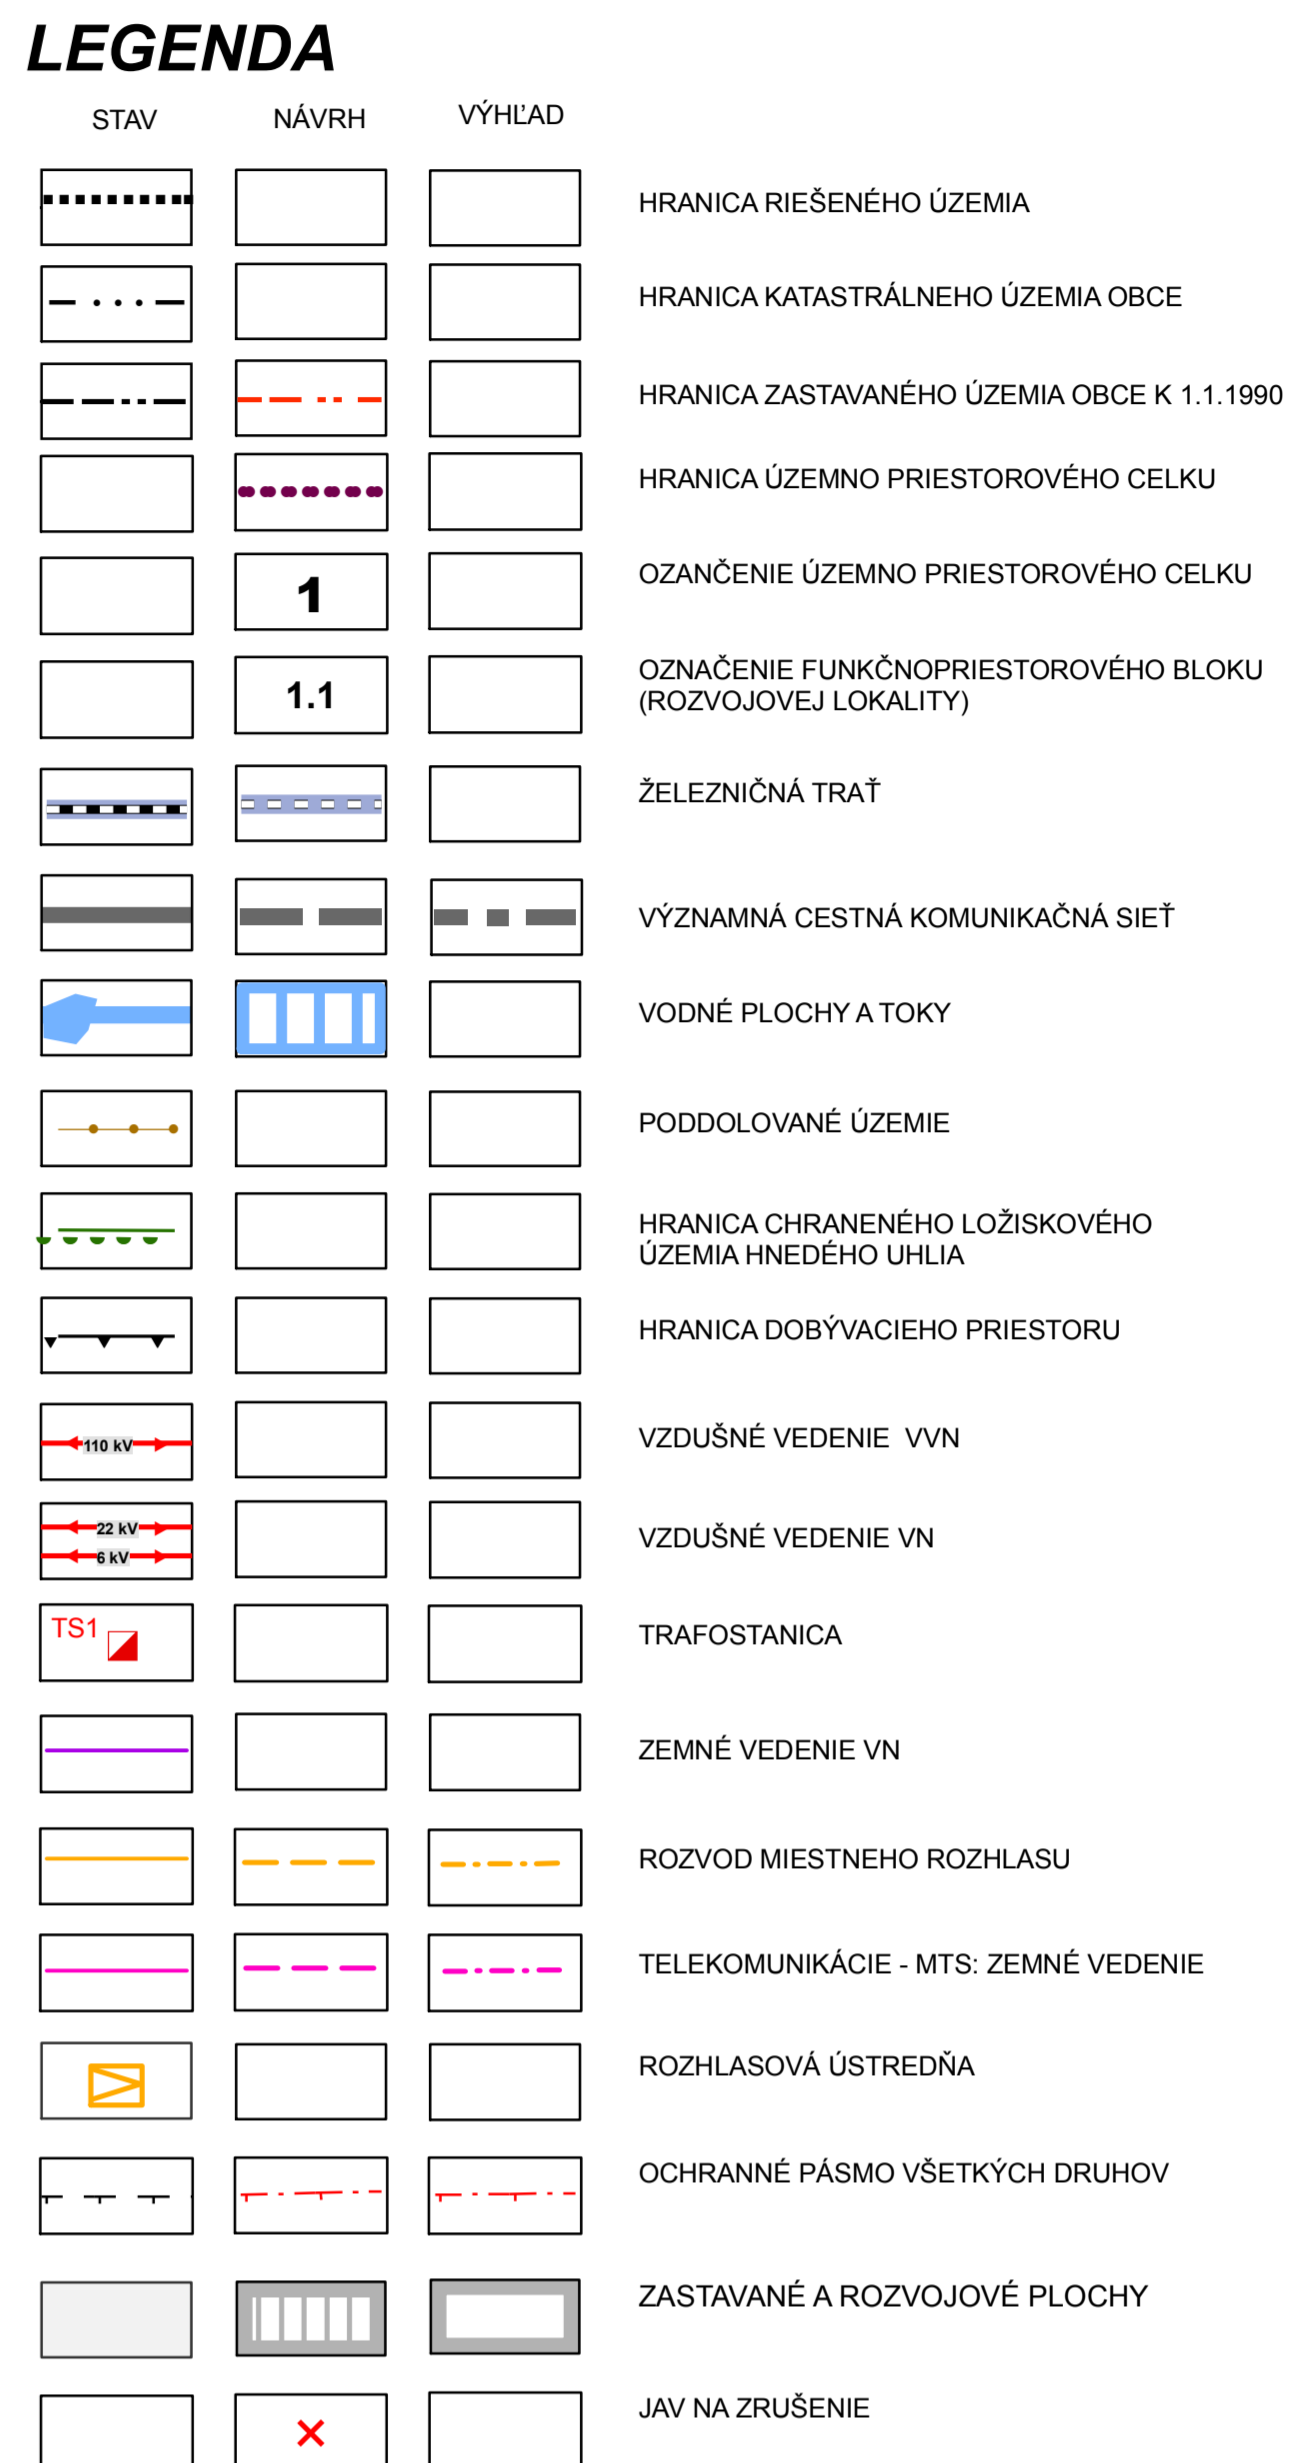 LEGENDA
STAV NÁVRH VÝHĽAD
HRANICA RIEŠENÉHO ÚZEMIA
HRANICA KATASTRÁLNEHO ÚZEMIA OBCE
HRANICA ZASTAVANÉHO ÚZEMIA OBCE K 1.1.1990
HRANICA ÚZEMNO PRIESTOROVÉHO CELKU
1 OZANČENIE ÚZEMNO PRIESTOROVÉHO CELKU
1.1 OZNAČENIE FUNKČNOPRIESTOROVÉHO BLOKU
(ROZVOJOVEJ LOKALITY)
ŽELEZNIČNÁ TRAŤ
VÝZNAMNÁ CESTNÁ KOMUNIKAČNÁ SIEŤ
VODNÉ PLOCHY A TOKY
PODDOLOVANÉ ÚZEMIE
HRANICA CHRANENÉHO LOŽISKOVÉHO
ÚZEMIA HNEDÉHO UHLIA
HRANICA DOBÝVACIEHO PRIESTORU
110 kV VZDUŠNÉ VEDENIE VVN
22 kV
6 kV
VZDUŠNÉ VEDENIE VN
TS1 TRAFOSTANICA
ZEMNÉ VEDENIE VN
ROZVOD MIESTNEHO ROZHLASU
TELEKOMUNIKÁCIE - MTS: ZEMNÉ VEDENIE
ROZHLASOVÁ ÚSTREDŇA
OCHRANNÉ PÁSMO VŠETKÝCH DRUHOV
ZASTAVANÉ A ROZVOJOVÉ PLOCHY
JAV NA ZRUŠENIE